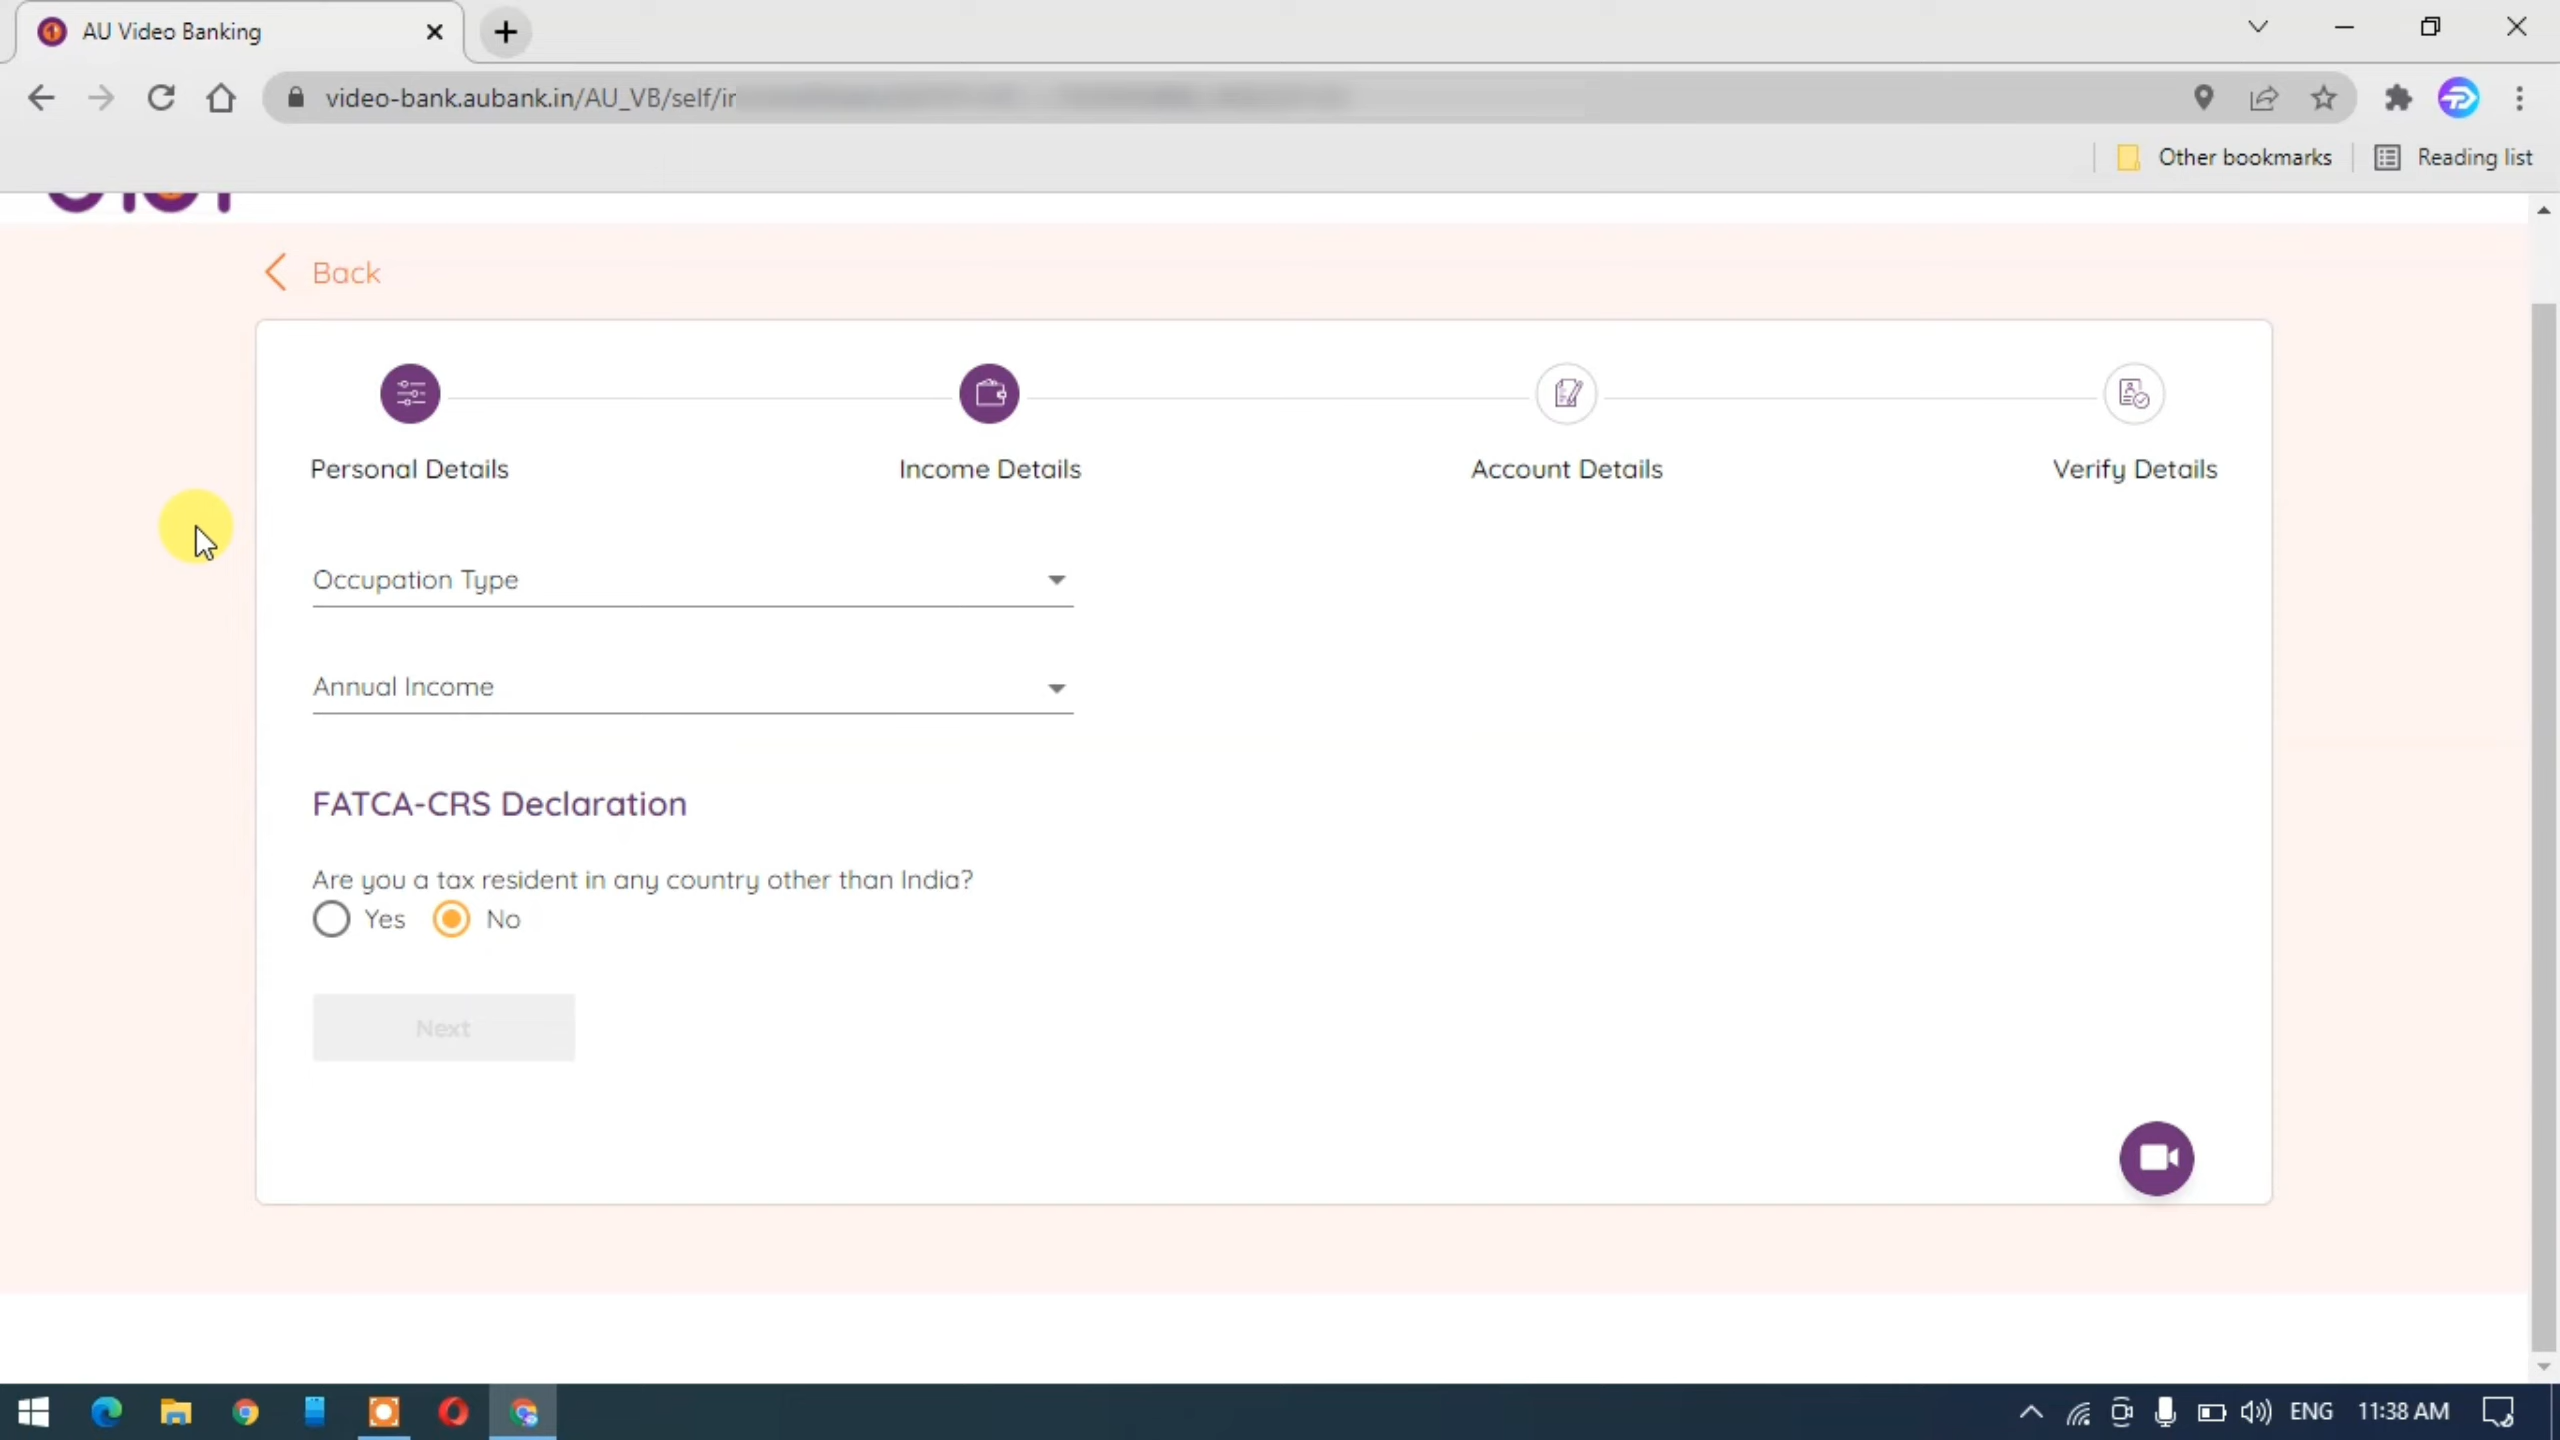 AU Video Banking
video-bank.aubank.in/AU_VB/self/ir
Other bookmarks
Reading list
Back
Personal Details
Income Details
Account Details
Verify Details
Occupation Type
Annual Income
FATCA-CRS Declaration
Are you a tax resident in any country other than India?
Yes No
Next
ENG 11:38 AM